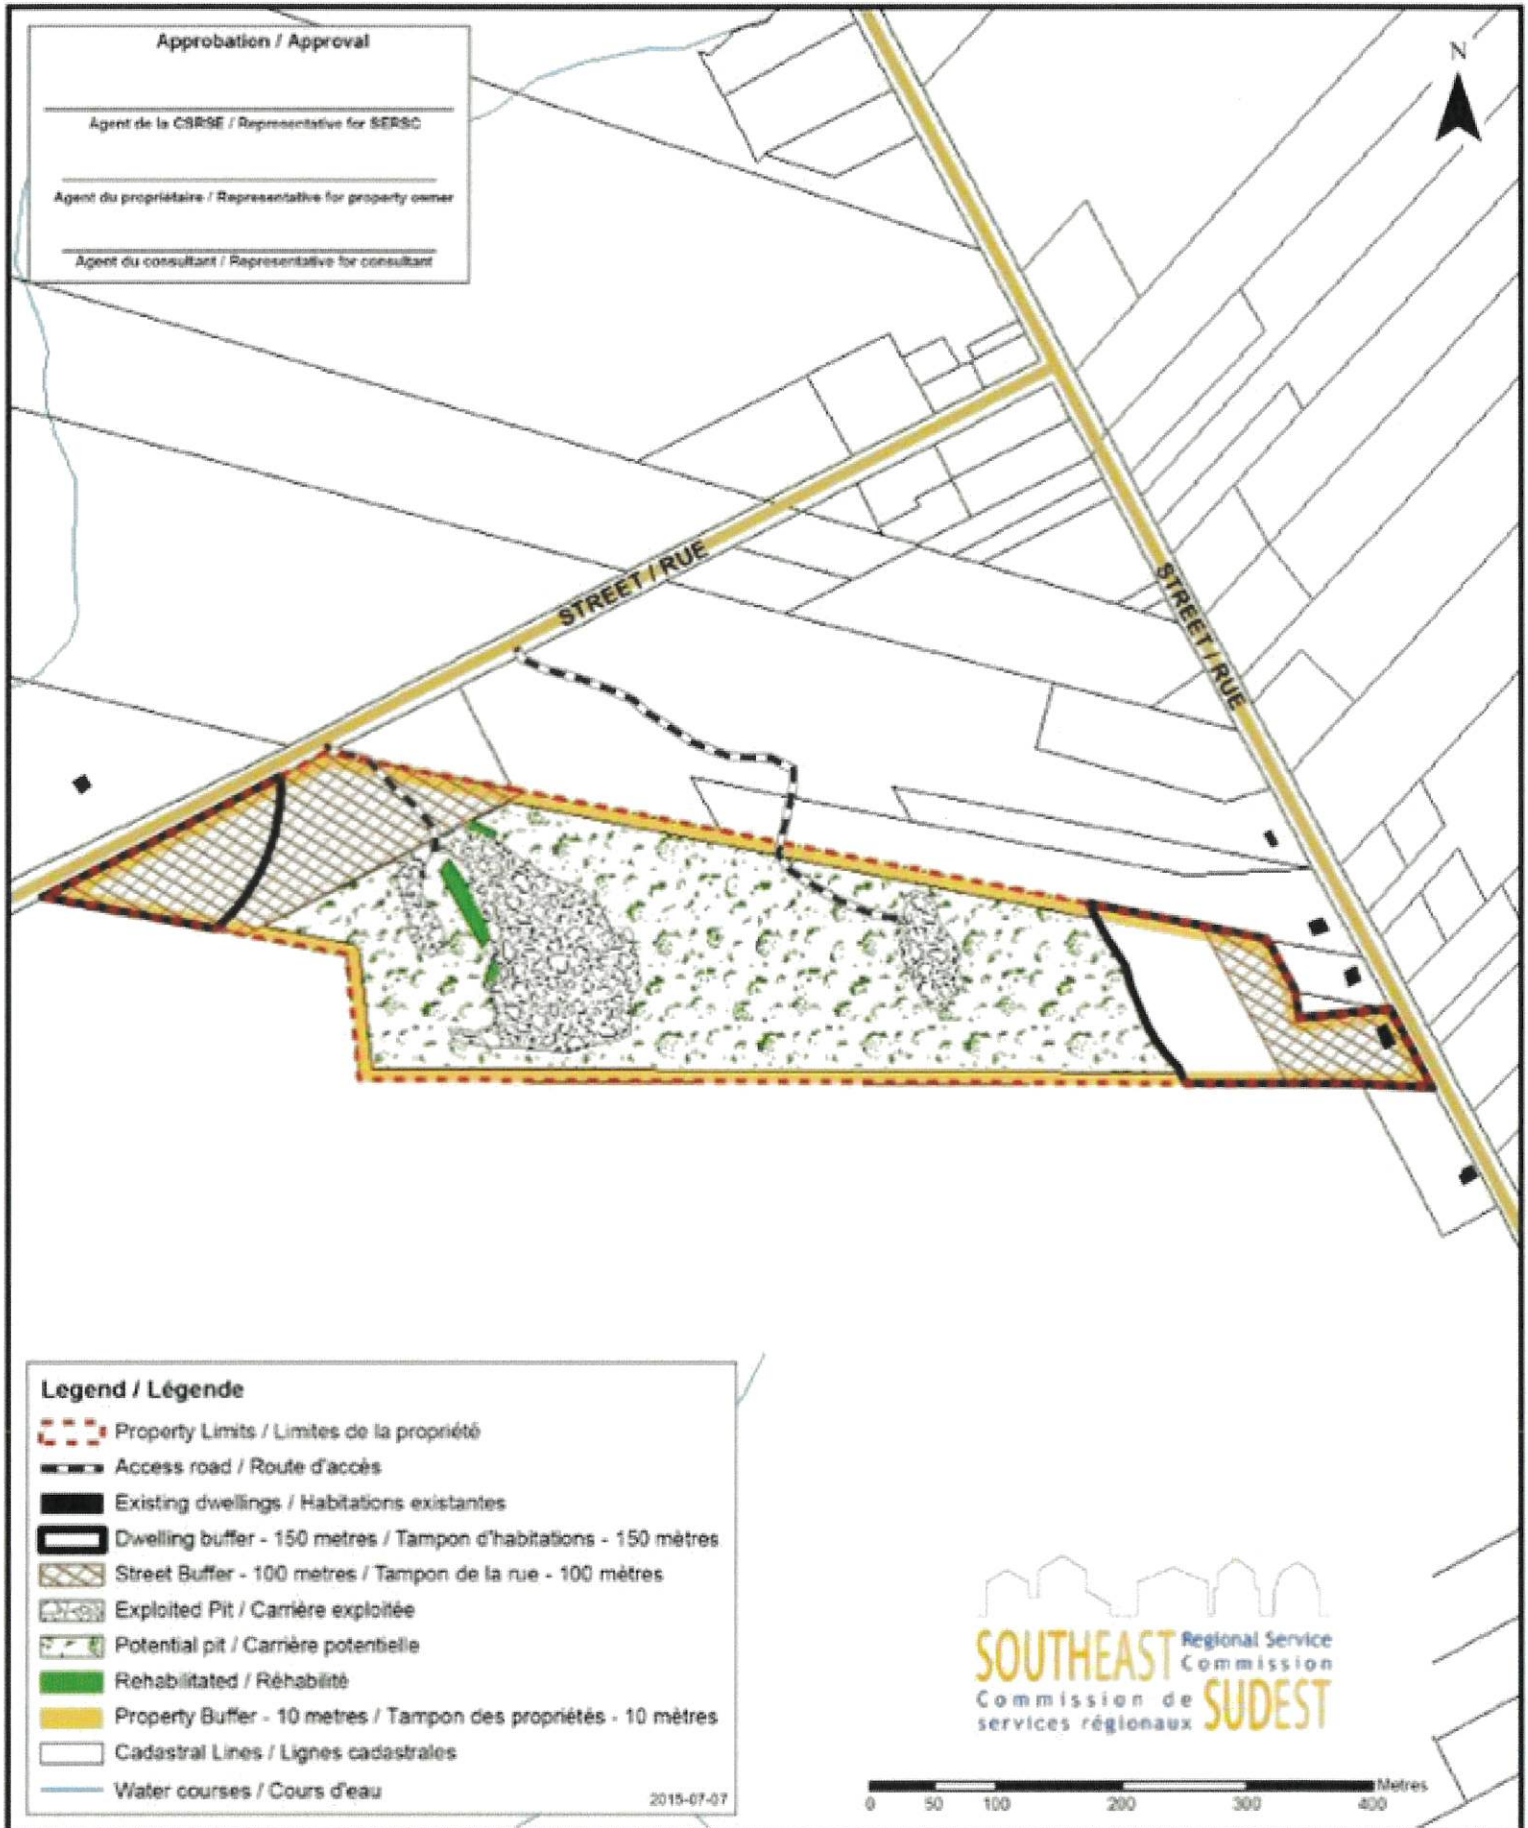 Approbation / Approval
Agent de la CSRSE / Representative for SERSC
Agent du propriétaire / Representative for property owner
Agent du consultant / Representative for consultant
N
STREET / RUE
STREET / RUE
Legend / Légende
Property Limits / Limites de la propriété
Access road / Route d'accès
Existing dwellings / Habitations existantes
Dwelling buffer - 150 metres / Tampon d'habitations - 150 mètres
Street Buffer - 100 metres / Tampon de la rue - 100 mètres
Exploited Pit / Carrière exploitée
Potential pit / Carrière potentielle
Rehabilitated / Réhabilité
Property Buffer - 10 metres / Tampon des propriétés - 10 mètres
Cadastral Lines / Lignes cadastrales
Water courses / Cours d'eau
2015-07-07
SOUTHEAST Regional Service
Commission
Commission de
services régionaux SUDEST
Metres
0 50 100 200 300 400